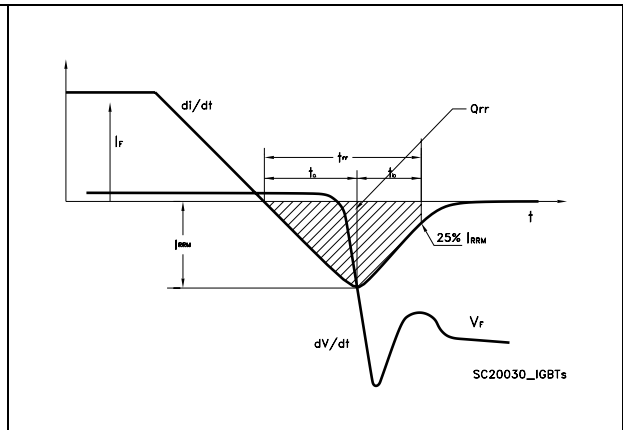 di/dt
Qrr
IF
trr
ta
tb
IRRM
t
25% IRRM
VF
dV/dt
SC20030_IGBTs